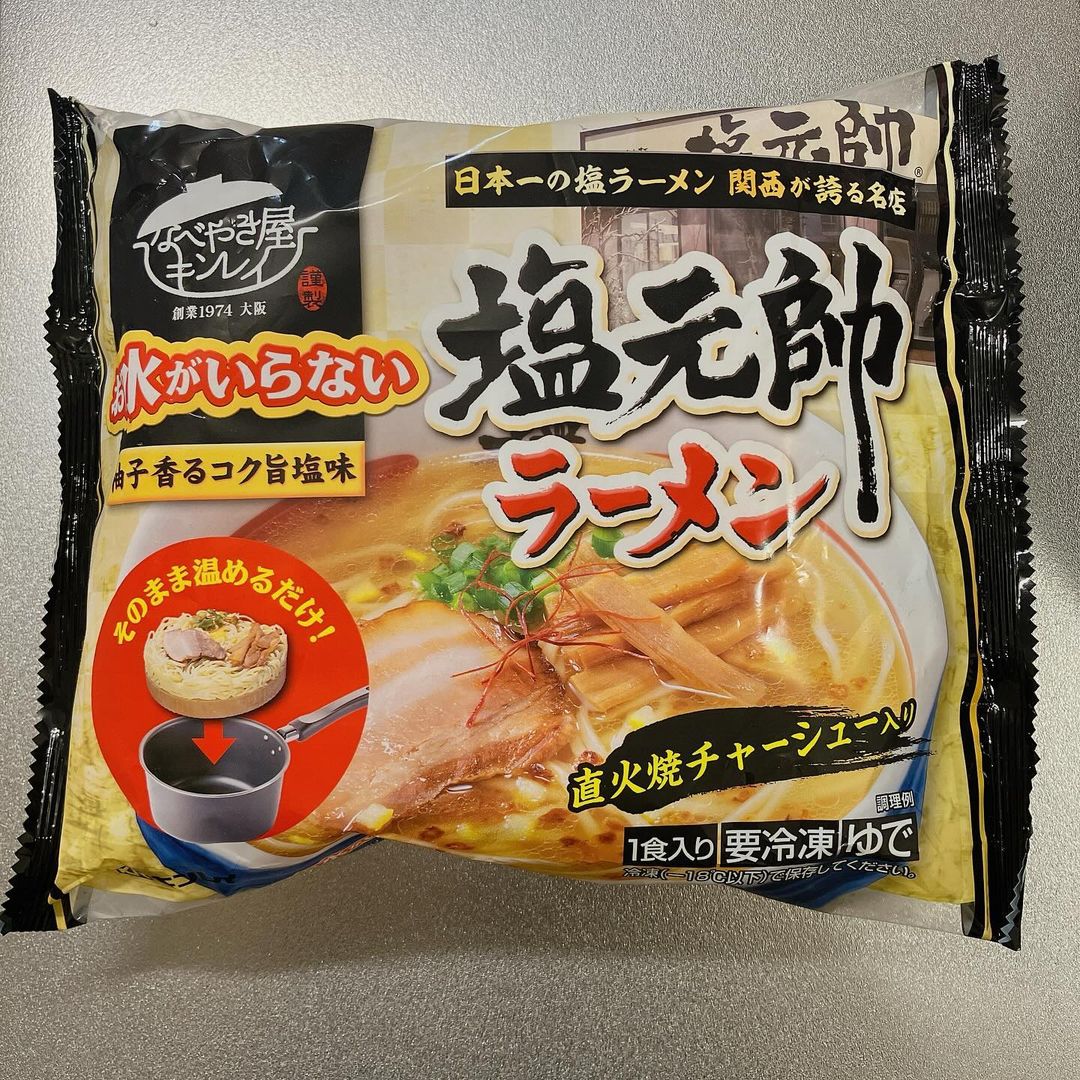 塩元帥
®
日本一の塩ラーメン 関西が誇る名店
なべやき屋
キンレイ
謹製
創業1974 大阪
塩元帥
ラーメン
お水がいらない
柚子香るコク旨塩味
そのまま温めるだけ!
直火焼チャーシュー入り
調理例
1食入り 要冷凍 ゆで
冷凍(-18℃以下)で保存してください。